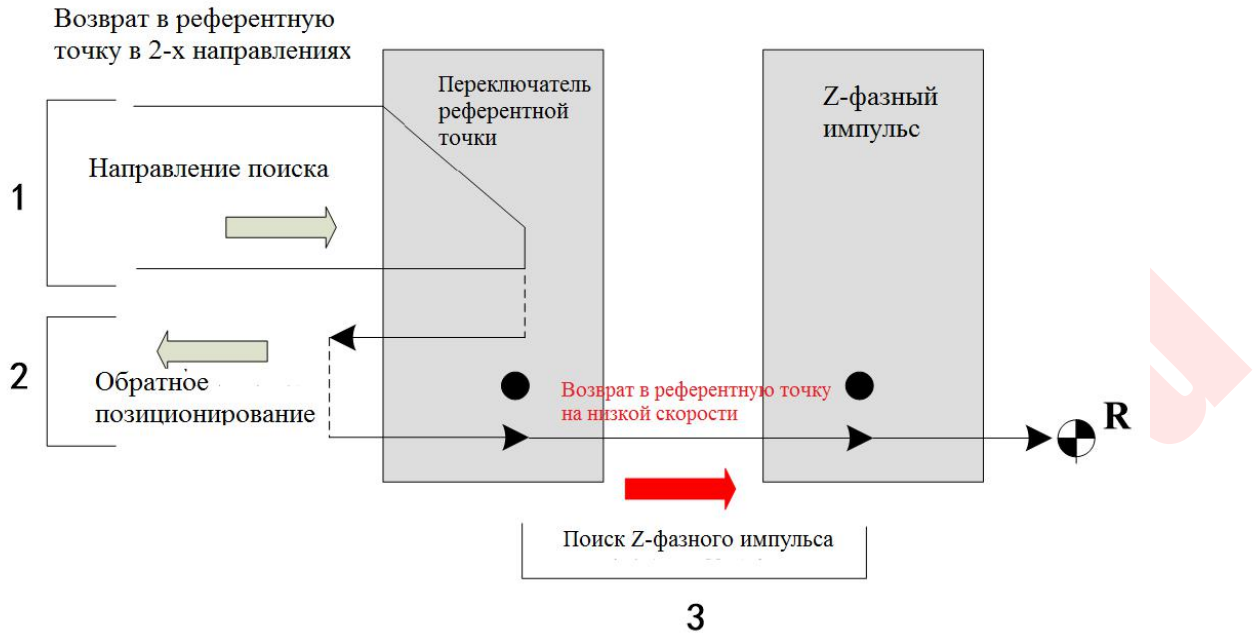 Возврат в референтную
точку в 2-х направлениях
Переключатель
референтной
точки
Z-фазный
импульс
1
Направление поиска
2
Обратное
позиционирование
Возврат в референтную точку
на низкой скорости
R
Поиск Z-фазного импульса
3